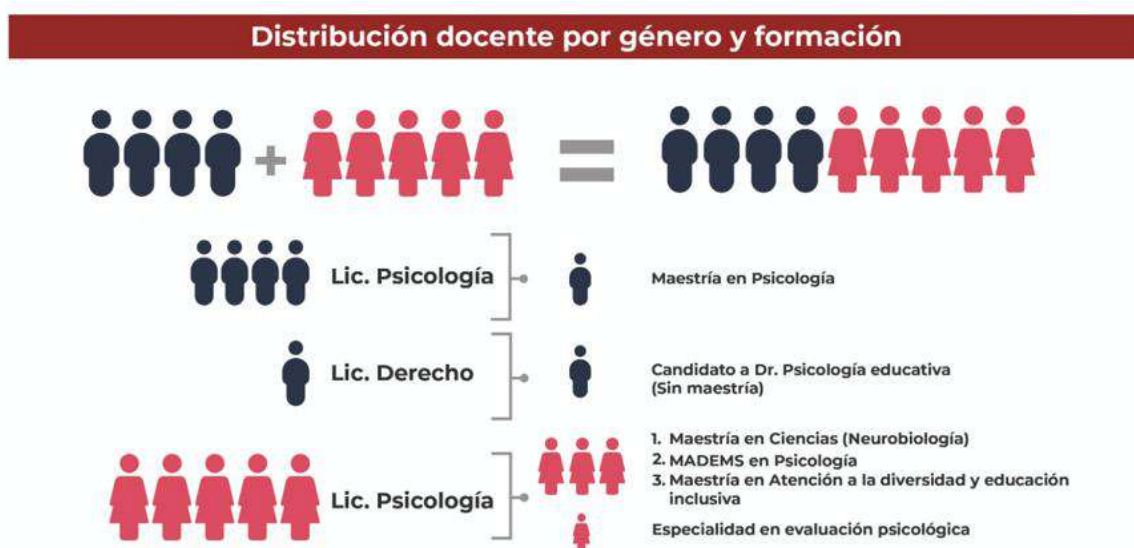 Distribución docente por género y formación
+
=
Lic. Psicología
Maestría en Psicología
Lic. Derecho
Candidato a Dr. Psicología educativa
(Sin maestría)
Lic. Psicología
1. Maestría en Ciencias (Neurobiología)
2. MADEMS en Psicología
3. Maestría en Atención a la diversidad y educación
inclusiva
Especialidad en evaluación psicológica